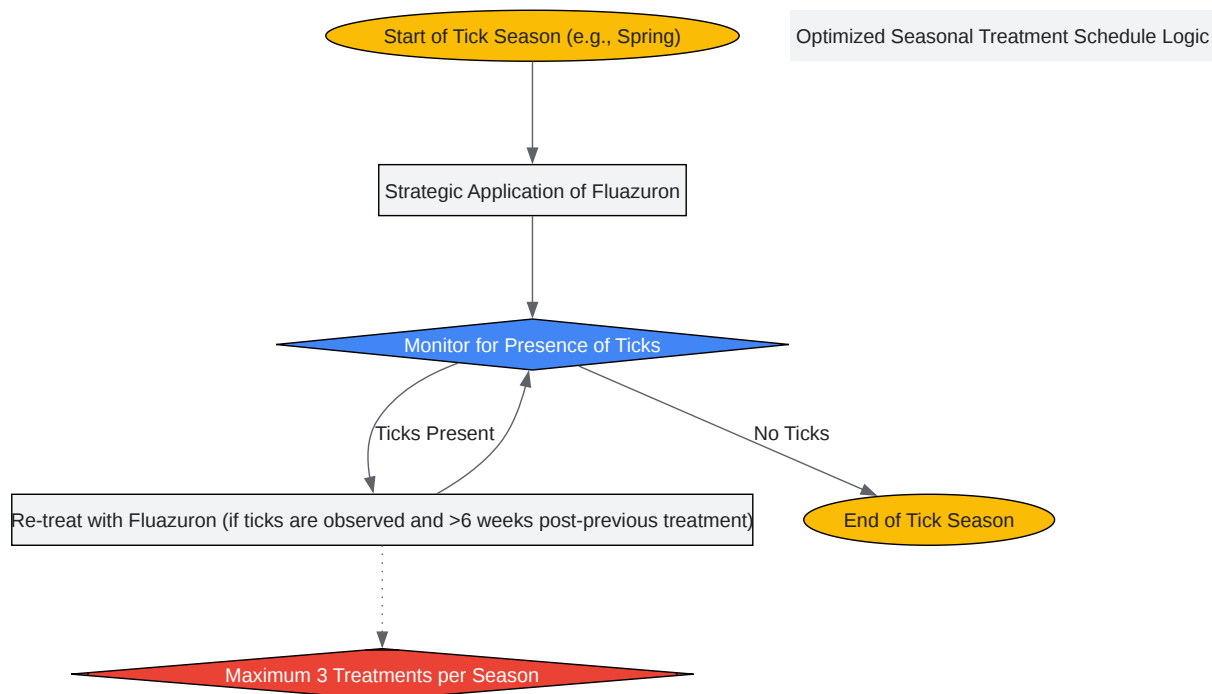 Start of Tick Season (e.g., Spring)
Optimized Seasonal Treatment Schedule Logic
Strategic Application of Fluazuron
Monitor for Presence of Ticks
Ticks Present
No Ticks
Re-treat with Fluazuron (if ticks are observed and >6 weeks post-previous treatment)
End of Tick Season
Maximum 3 Treatments per Season